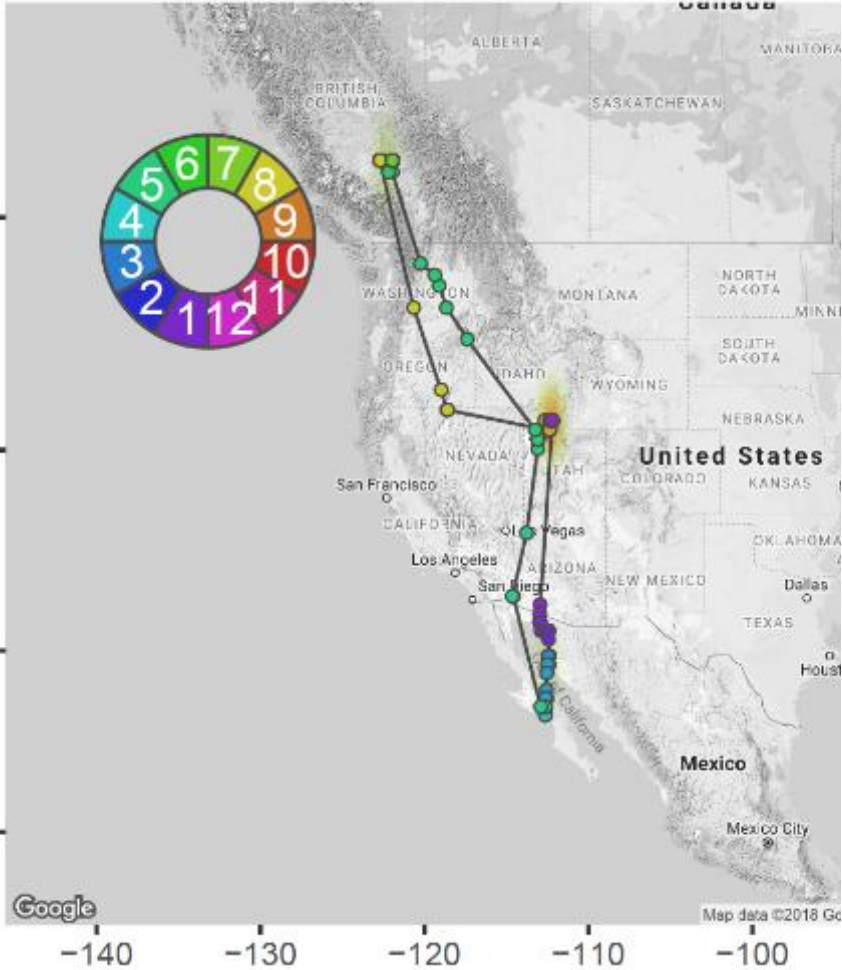 Canada
ALBERTA
MANITOBA
BRITISH
COLUMBIA
SASKATCHEWAN
6 7
5 8
4 9
3 10
2 11
1 12
WASHINGTON
MONTANA
NORTH
DAKOTA
MINN
SOUTH
DAKOTA
OREGON
IDAHO
WYOMING
NEBRASKA
United States
NEVADA
UTAH
COLORADO
KANSAS
San Francisco
CALIFORNIA
Las Vegas
OKLAHOMA
Los Angeles
ARIZONA
NEW MEXICO
Dallas
San Diego
TEXAS
Houst
of California
Mexico
Mexico City
Google
Map data ©2018 Go
−140 −130 −120 −110 −100